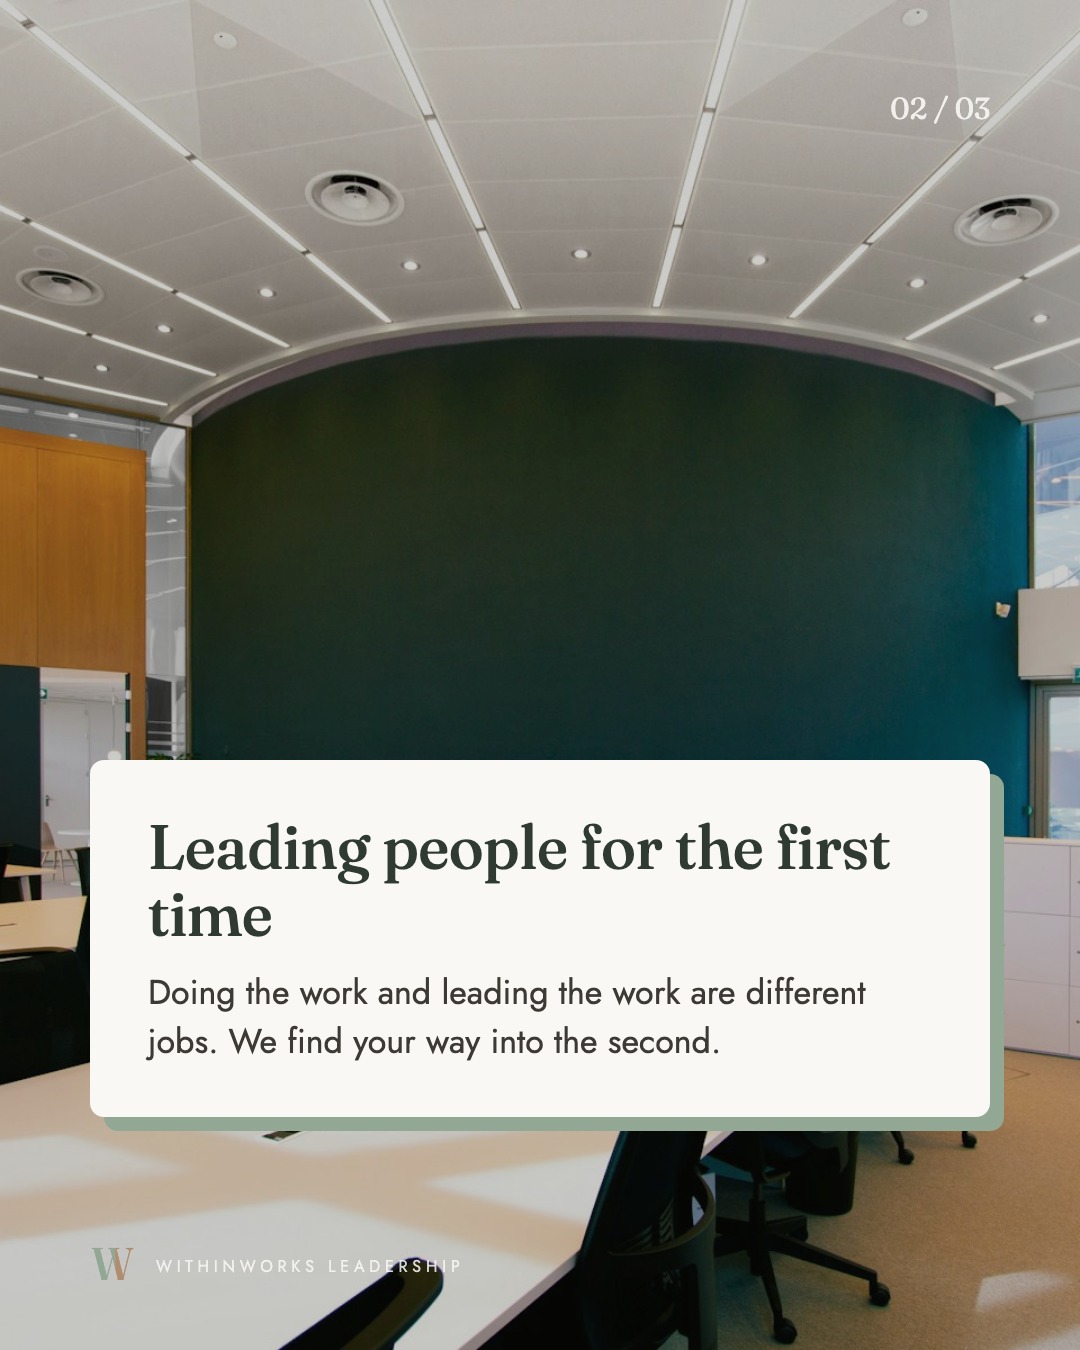 02 / 03
Leading people for the first
time
Doing the work and leading the work are different
jobs. We find your way into the second.
W WITHINWORKS LEADERSHIP